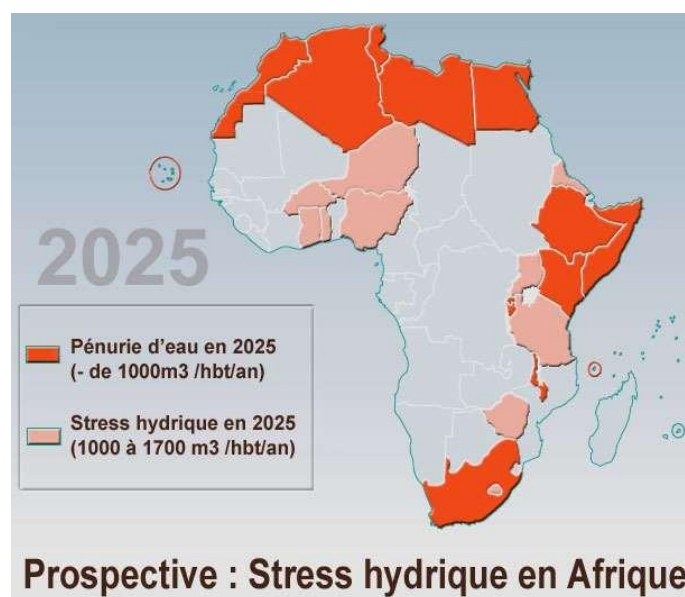 2025
Pénurie d'eau en 2025
(- de 1000m3 /hbt/an)
Stress hydrique en 2025
(1000 à 1700 m3 /hbt/an)
Prospective : Stress hydrique en Afrique